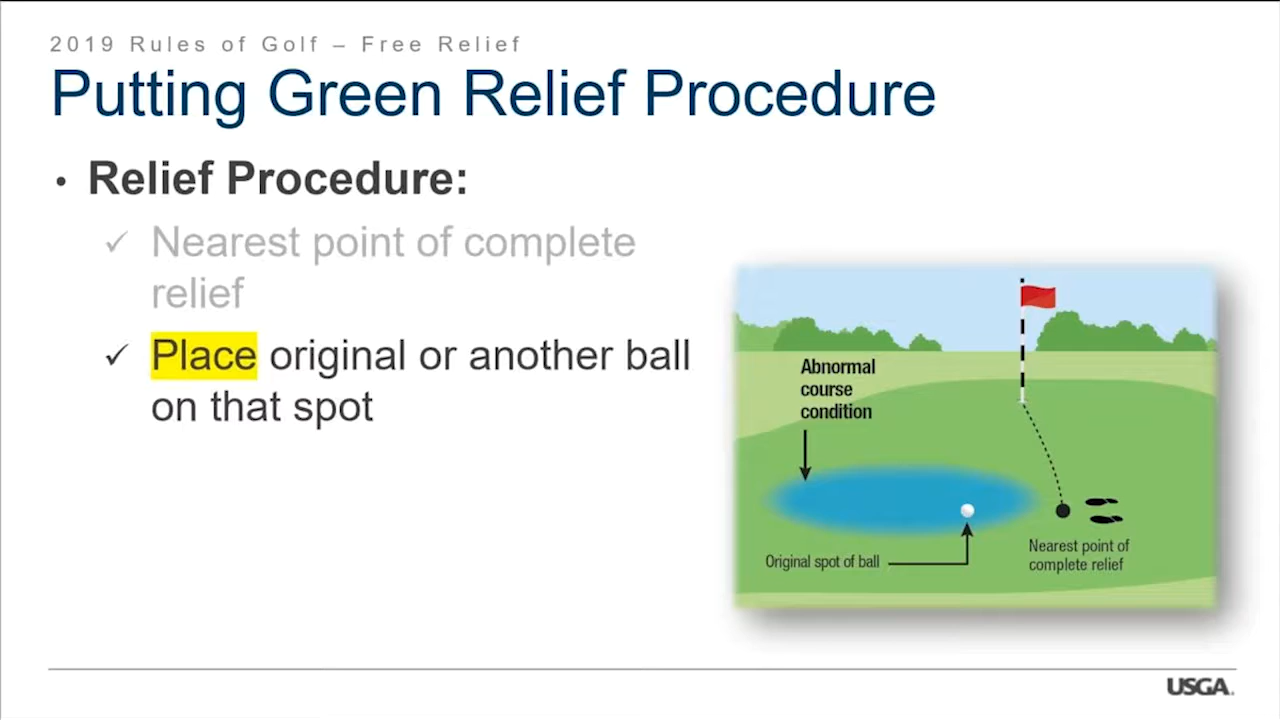 2019 Rules of Golf – Free Relief
Putting Green Relief Procedure
• Relief Procedure:
✓ Nearest point of complete
relief
✓ Place original or another ball
on that spot
Abnormal
course
condition
Original spot of ball
Nearest point of
complete relief
USGA.